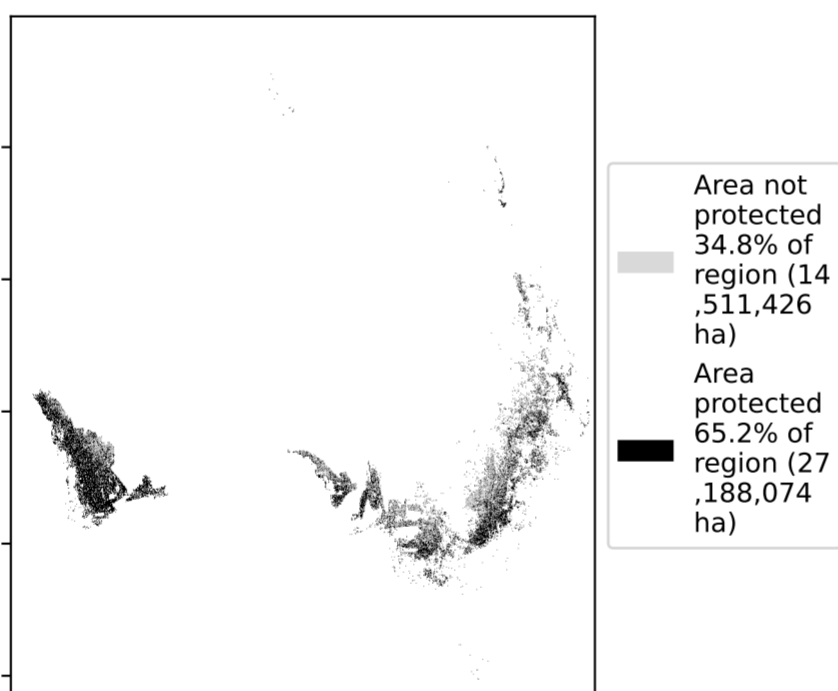 Area not
protected
34.8% of
region (14
,511,426
ha)
Area
protected
65.2% of
region (27
,188,074
ha)